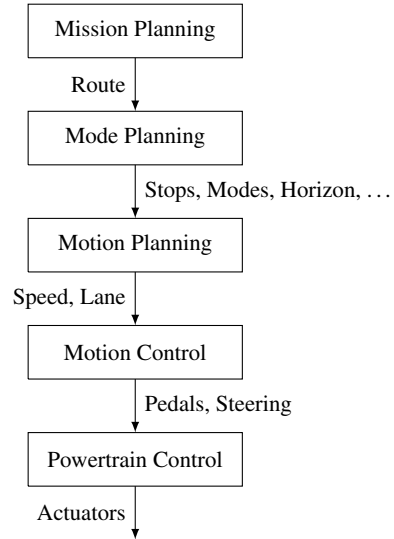 Mission Planning
Route
Mode Planning
Stops, Modes, Horizon, ...
Motion Planning
Speed, Lane
Motion Control
Pedals, Steering
Powertrain Control
Actuators